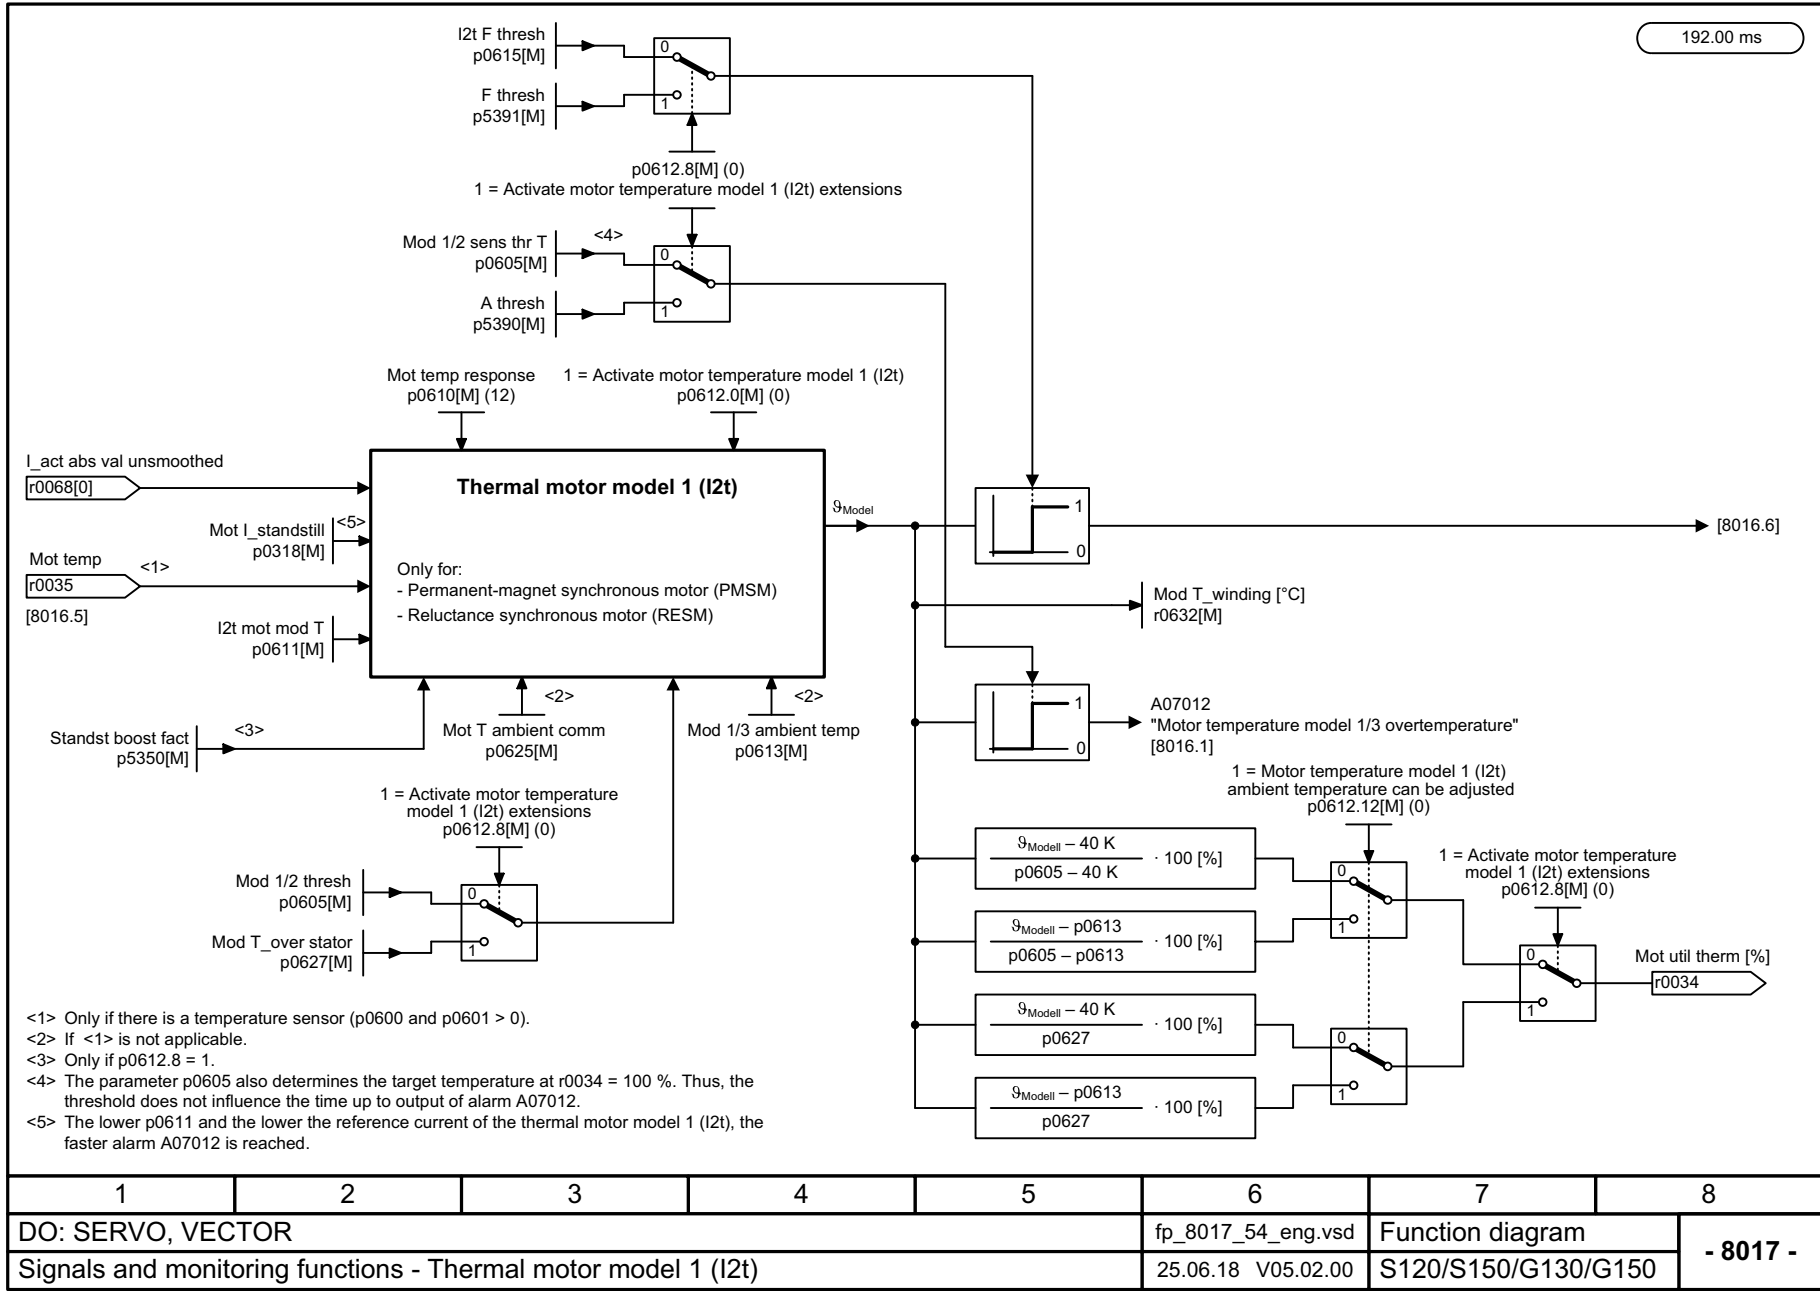 192.00 ms
I2t F thresh
p0615[M]
0
F thresh
p5391[M]
1
p0612.8[M] (0)
1 = Activate motor temperature model 1 (I2t) extensions
Mod 1/2 sens thr T
p0605[M]
<4>
0
A thresh
p5390[M]
1
Mot temp response
p0610[M] (12)
1 = Activate motor temperature model 1 (I2t)
p0612.0[M] (0)
I_act abs val unsmoothed
r0068[0]
Mot I_standstill
p0318[M]
<5>
Mot temp
r0035
<1>
[8016.5]
I2t mot mod T
p0611[M]
Thermal motor model 1 (I2t)
Only for:
- Permanent-magnet synchronous motor (PMSM)
- Reluctance synchronous motor (RESM)
ϑModel
1
0
[8016.6]
Mod T_winding [°C]
r0632[M]
1
0
A07012
"Motor temperature model 1/3 overtemperature"
[8016.1]
Standst boost fact
p5350[M]
<3>
<2>
Mot T ambient comm
p0625[M]
<2>
Mod 1/3 ambient temp
p0613[M]
1 = Activate motor temperature
model 1 (I2t) extensions
p0612.8[M] (0)
Mod 1/2 thresh
p0605[M]
0
Mod T_over stator
p0627[M]
1
1 = Motor temperature model 1 (I2t)
ambient temperature can be adjusted
p0612.12[M] (0)
ϑModell – 40 K
p0605 – 40 K
· 100 [%]
0
ϑModell – p0613
p0605 – p0613
· 100 [%]
1
1 = Activate motor temperature
model 1 (I2t) extensions
p0612.8[M] (0)
0
1
Mot util therm [%]
r0034
ϑModell – 40 K
p0627
· 100 [%]
0
ϑModell – p0613
p0627
· 100 [%]
1
<1> Only if there is a temperature sensor (p0600 and p0601 > 0).
<2> If <1> is not applicable.
<3> Only if p0612.8 = 1.
<4> The parameter p0605 also determines the target temperature at r0034 = 100 %. Thus, the
threshold does not influence the time up to output of alarm A07012.
<5> The lower p0611 and the lower the reference current of the thermal motor model 1 (I2t), the
faster alarm A07012 is reached.
1 2 3 4 5 6 7 8
DO: SERVO, VECTOR
fp_8017_54_eng.vsd
Function diagram
- 8017 -
Signals and monitoring functions - Thermal motor model 1 (I2t)
25.06.18 V05.02.00
S120/S150/G130/G150